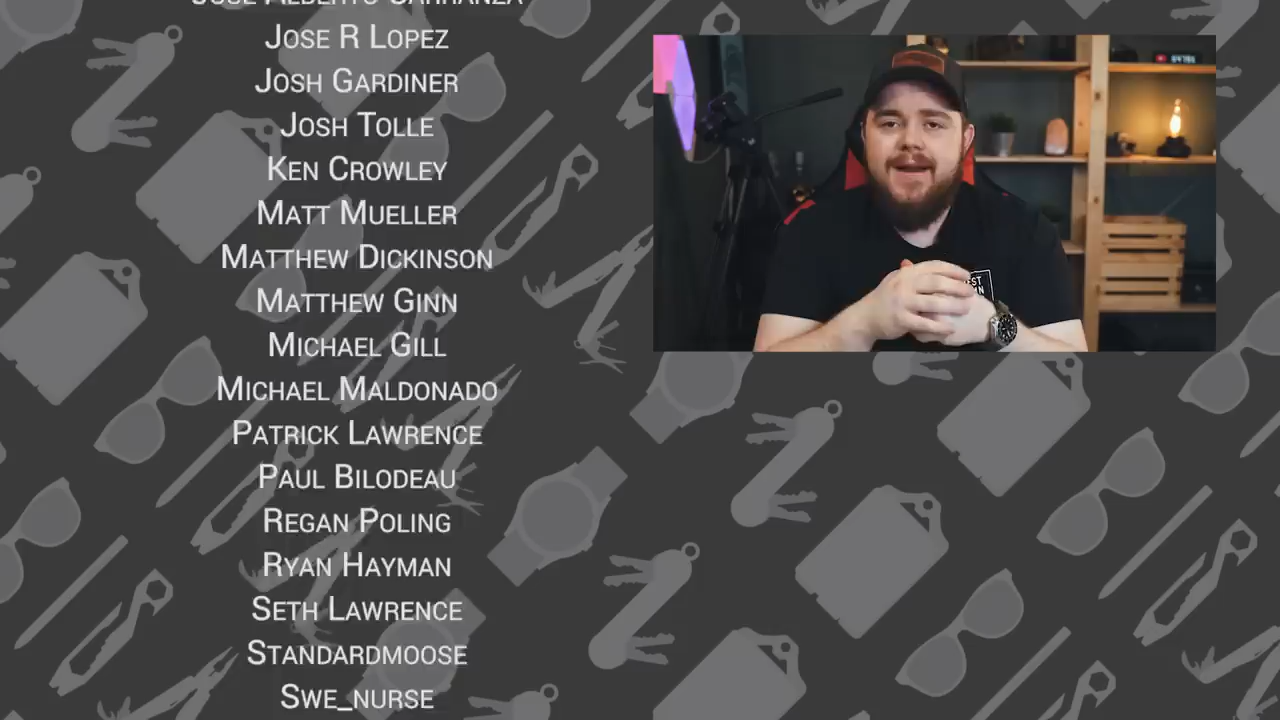 Jose R Lopez
Josh Gardiner
Josh Tolle
Ken Crowley
Matt Mueller
Matthew Dickinson
Matthew Ginn
Michael Gill
Michael Maldonado
Patrick Lawrence
Paul Bilodeau
Regan Poling
Ryan Hayman
Seth Lawrence
Standardmoose
Swe_nurse